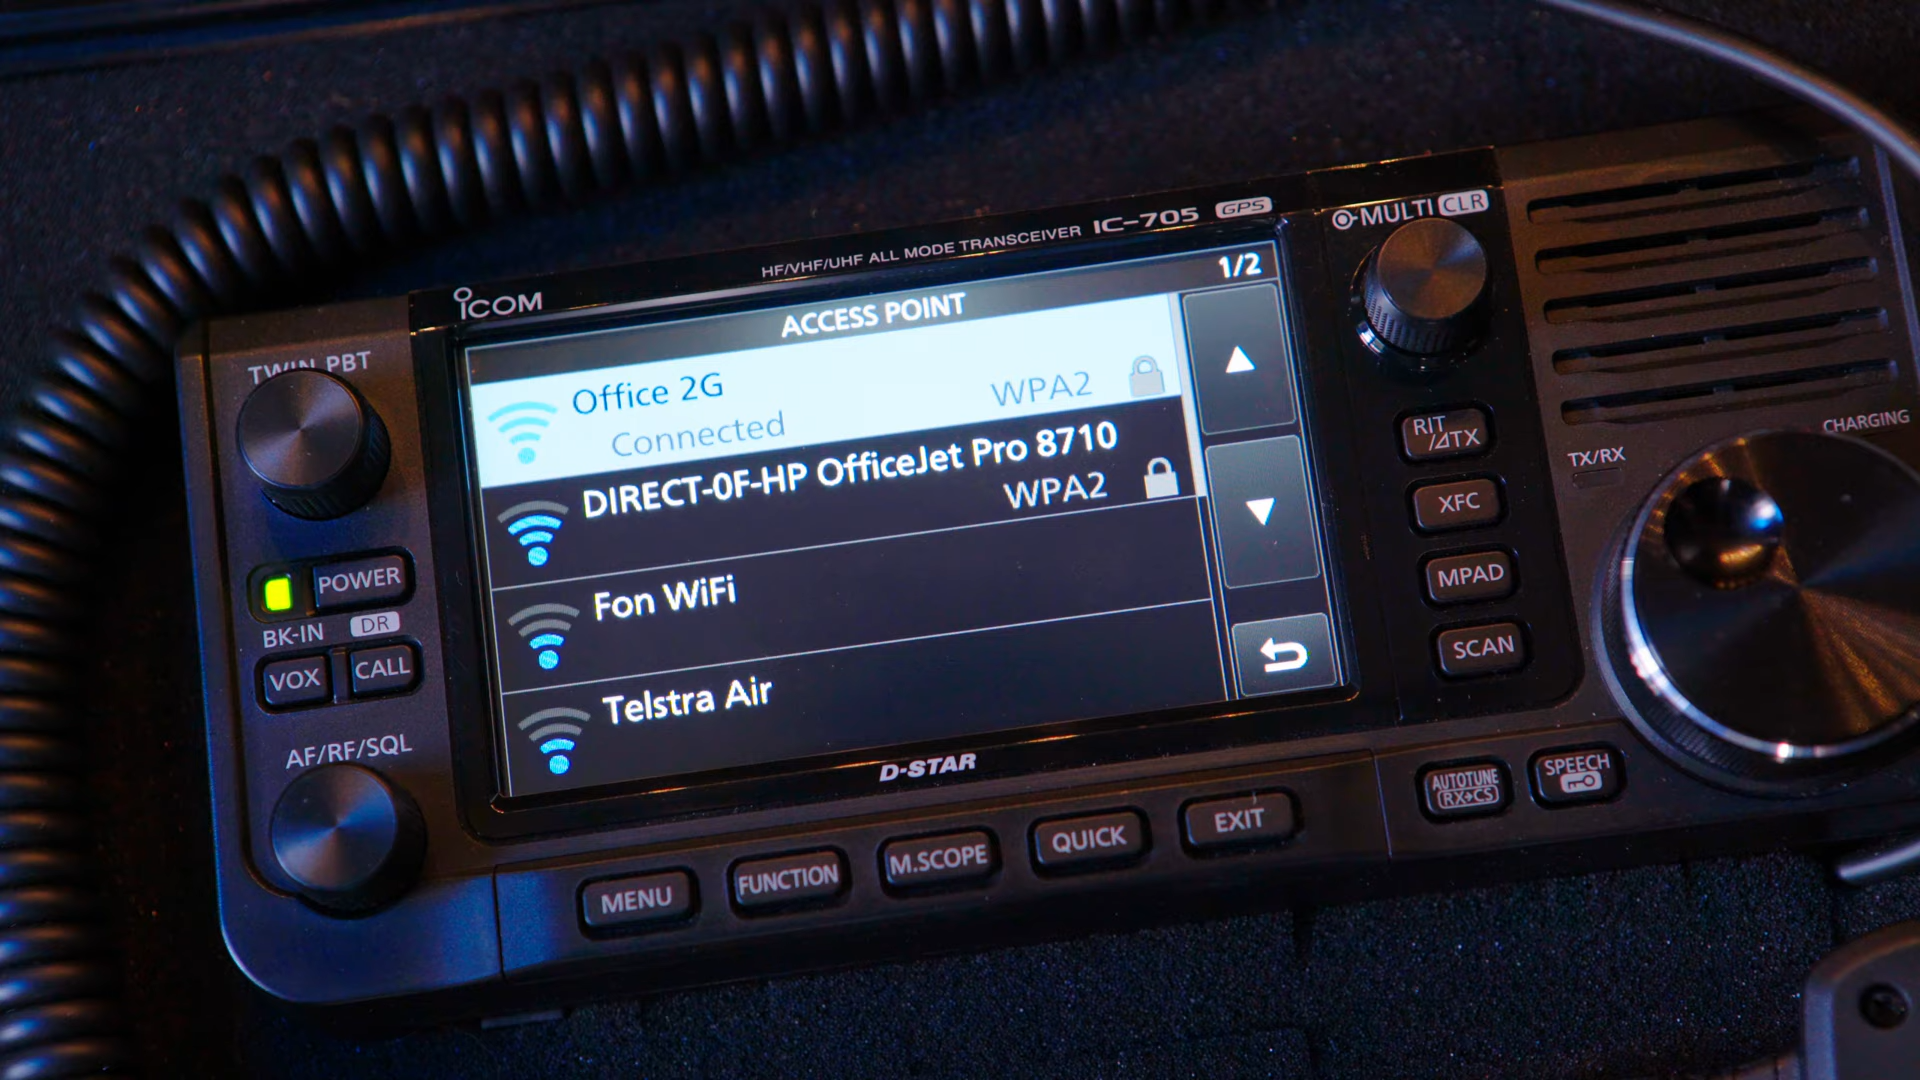 ICOM
HF/VHF/UHF ALL MODE TRANSCEIVER IC-705 GPS
MULTI CLR
TWIN PBT
ACCESS POINT
1/2
Office 2G
Connected
WPA2
DIRECT-0F-HP OfficeJet Pro 8710
WPA2
Fon WiFi
Telstra Air
D-STAR
POWER
BK-IN DR
VOX CALL
AF/RF/SQL
RIT
/⊿TX
XFC
MPAD
SCAN
TX/RX
CHARGING
MENU
FUNCTION
M.SCOPE
QUICK
EXIT
AUTOTUNE
RX→CS
SPEECH